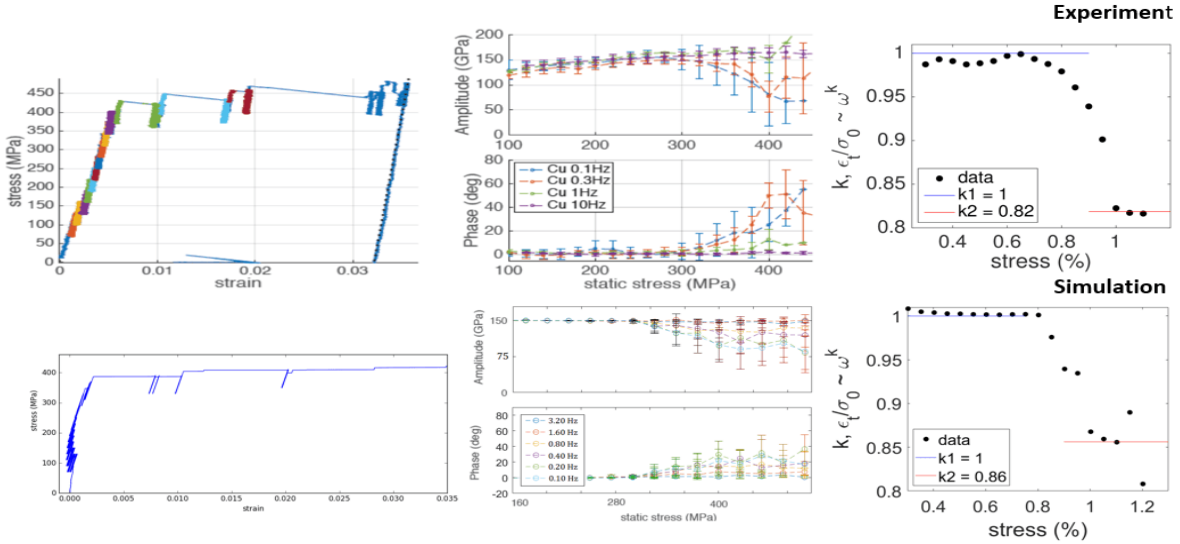 Experiment
stress (MPa)
450
400
350
300
250
200
150
100
50
0
0
0.01
0.02
0.03
strain
Amplitude (GPa)
200
150
100
50
0
100
200
300
400
Phase (deg)
80
60
40
20
0
Cu 0.1Hz
Cu 0.3Hz
Cu 1Hz
Cu 10Hz
100
200
300
400
static stress (MPa)
k, ϵt/σ0 ~ ωk
1
0.95
0.9
0.85
0.8
data
k1 = 1
k2 = 0.82
0.4
0.6
0.8
1
stress (%)
Simulation
stress (MPa)
400
300
200
100
0
0.000
0.005
0.010
0.015
0.020
0.025
0.030
0.035
strain
Amplitude (GPa)
150
75
0
Phase (deg)
80
60
40
20
0
-20
3.20 Hz
1.60 Hz
0.80 Hz
0.40 Hz
0.20 Hz
0.10 Hz
160
280
400
static stress (MPa)
k, ϵt/σ0 ~ ωk
1
0.95
0.9
0.85
0.8
data
k1 = 1
k2 = 0.86
0.4
0.6
0.8
1
1.2
stress (%)